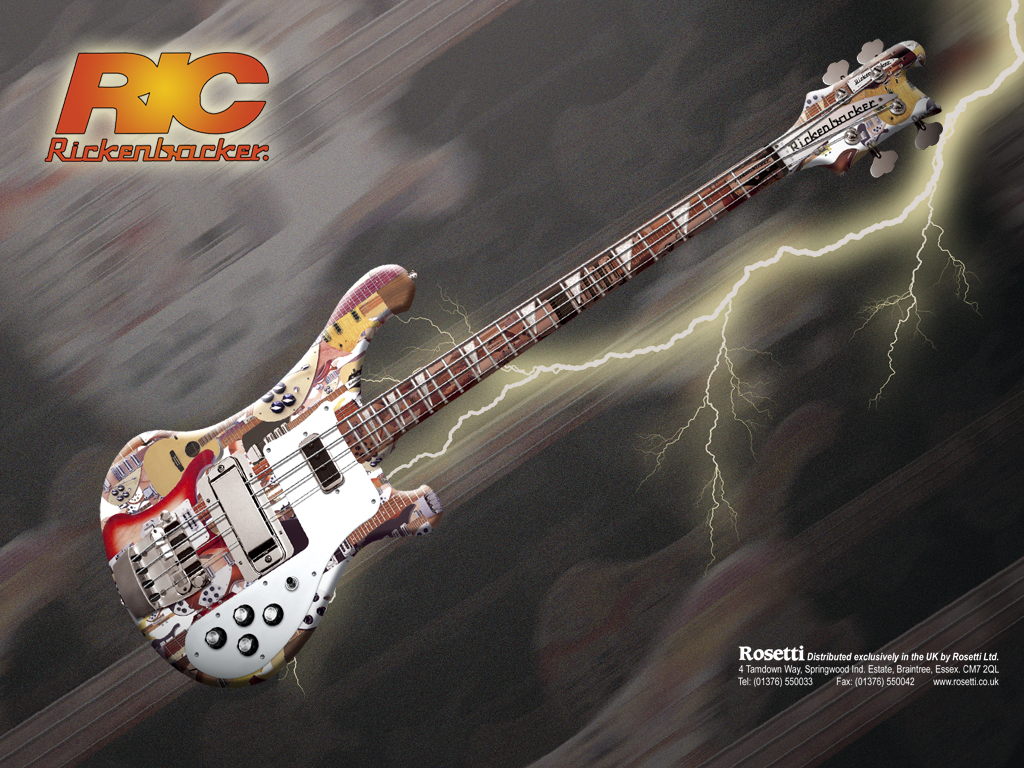 RIC
Rickenbacker.
Rickenbacker
Rosetti Distributed exclusively in the UK by Rosetti Ltd.
4 Tamdown Way, Springwood Ind. Estate, Braintree, Essex. CM7 2QL
Tel: (01376) 550033 Fax: (01376) 550042 www.rosetti.co.uk